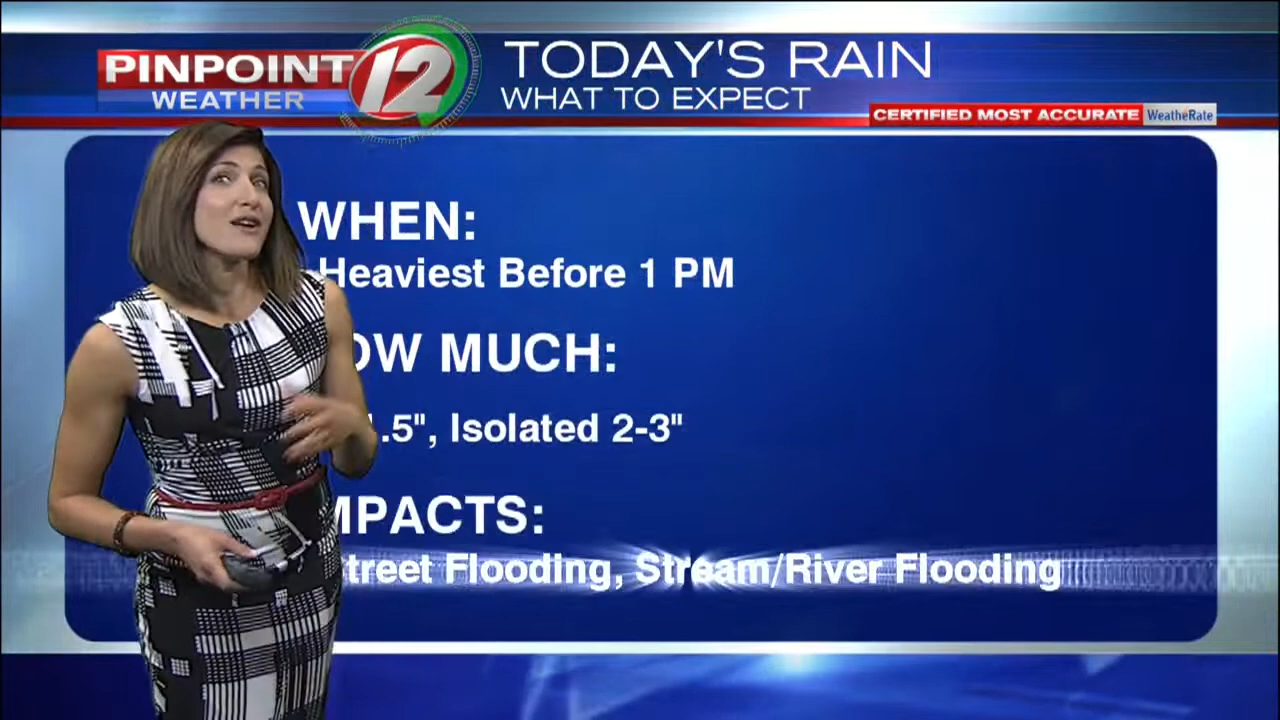 PINPOINT 12
WEATHER
TODAY'S RAIN
WHAT TO EXPECT
CERTIFIED MOST ACCURATE WeatheRate
WHEN:
Heaviest Before 1 PM
OW MUCH:
.5", Isolated 2-3"
MPACTS:
treet Flooding, Stream/River Flooding